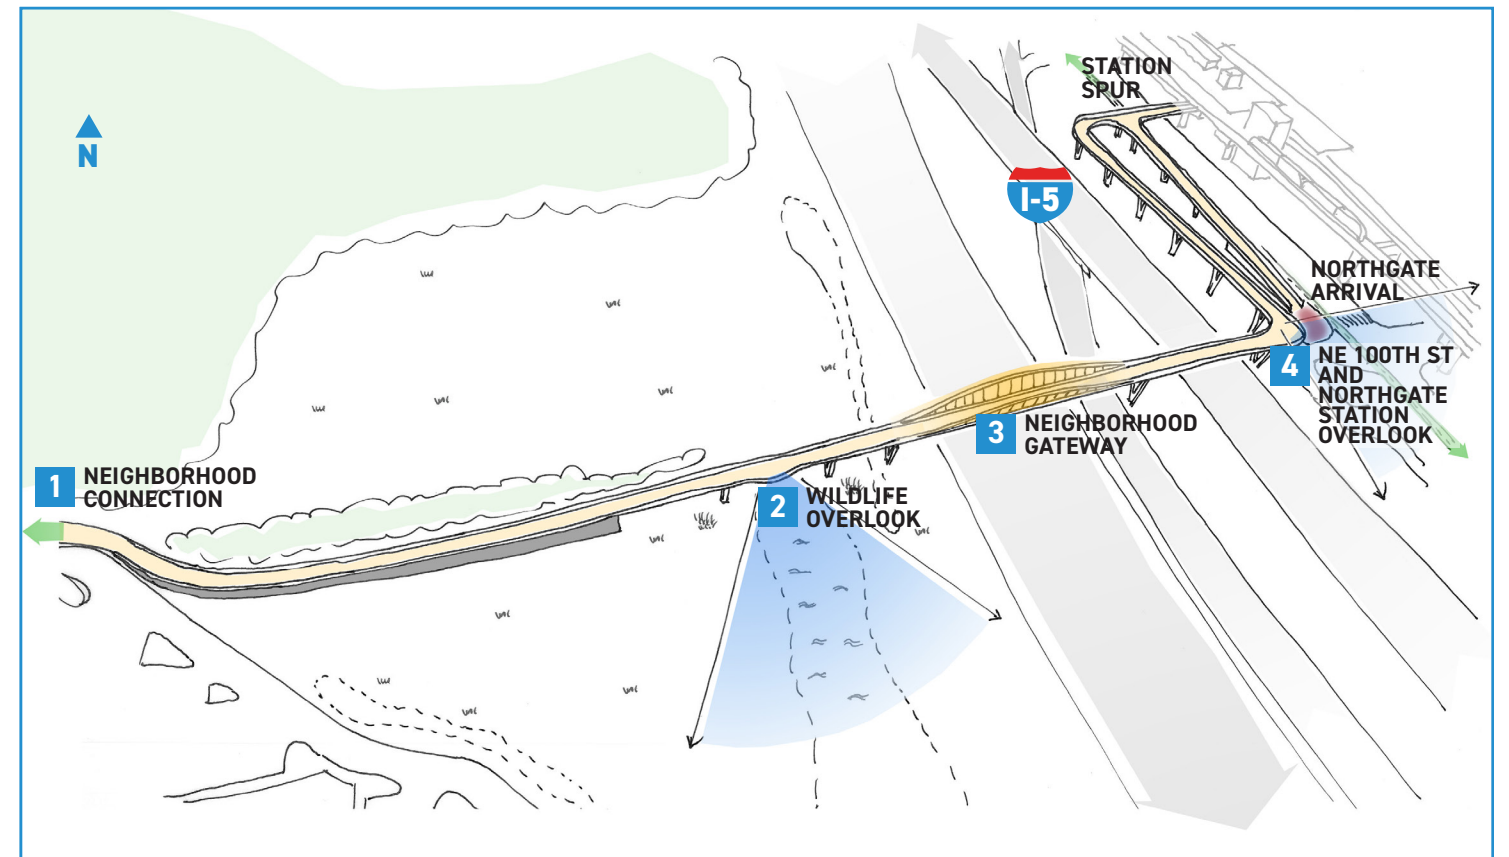 STATION
SPUR
N
I-5
NORTHGATE
ARRIVAL
4
NE 100TH ST
AND
NORTHGATE
STATION
OVERLOOK
3
NEIGHBORHOOD
GATEWAY
1
NEIGHBORHOOD
CONNECTION
2
WILDLIFE
OVERLOOK